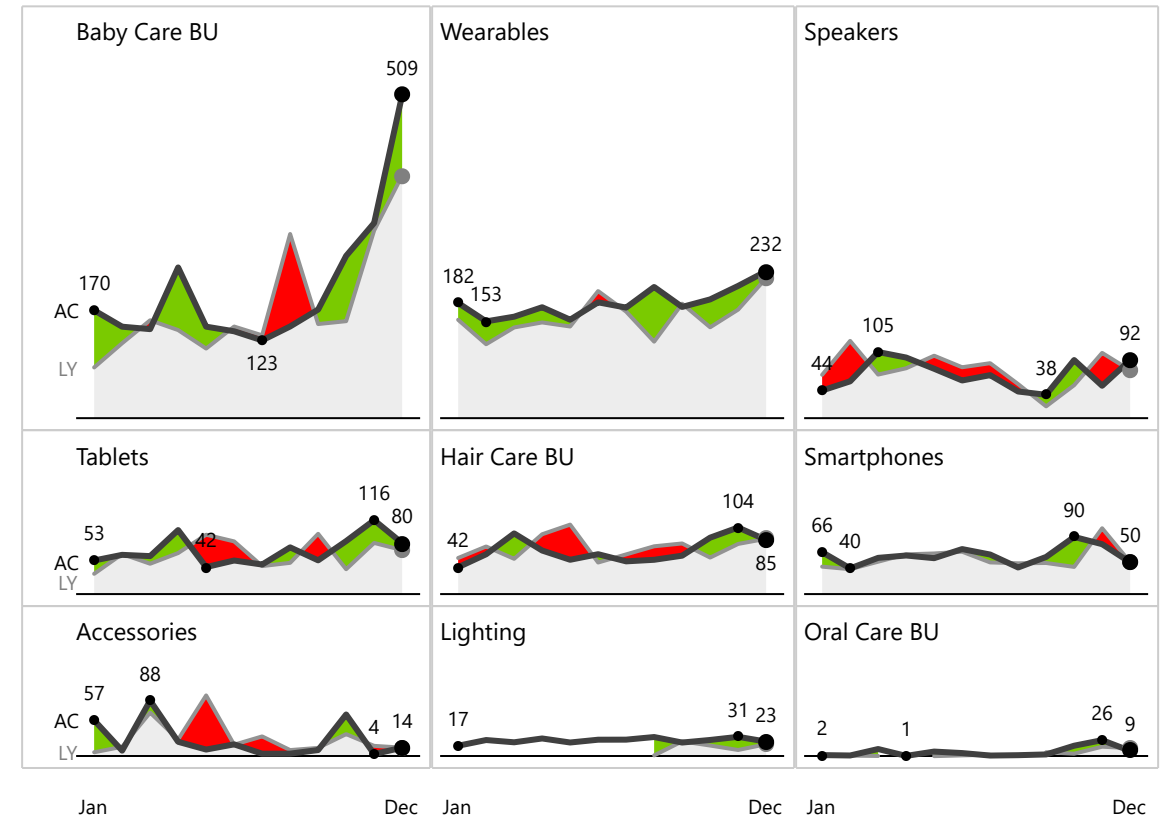 Baby Care BU
Wearables
Speakers
509
170
AC
LY
123
182
153
232
44
105
38
92
Tablets
Hair Care BU
Smartphones
53
AC
LY
42
116
80
42
104
85
66
40
90
50
Accessories
Lighting
Oral Care BU
57
AC
LY
88
4
14
17
31
23
2
1
26
9
Jan
Dec
Jan
Dec
Jan
Dec